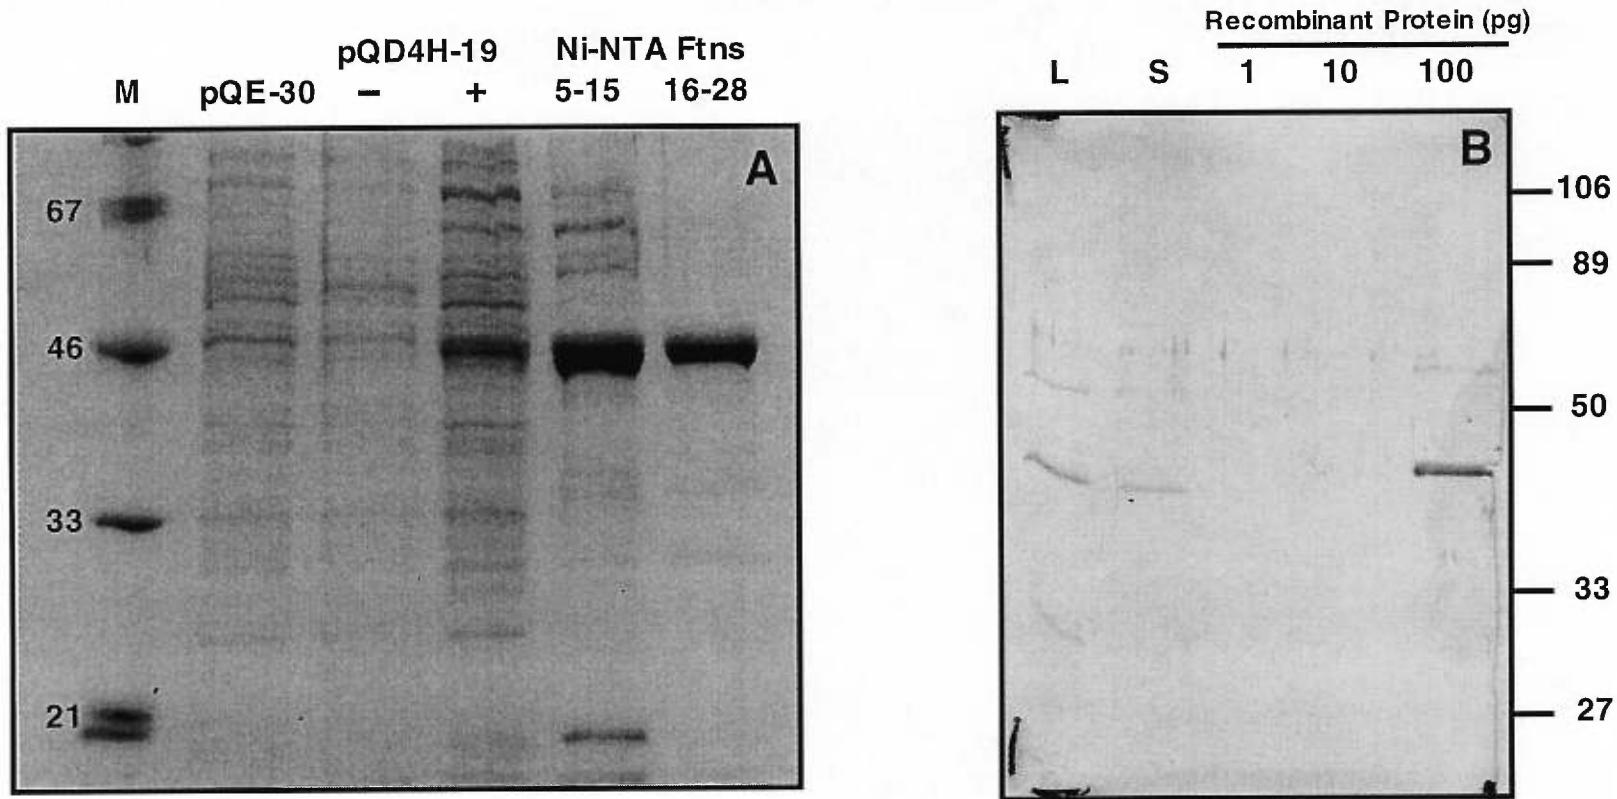 pQD4H-19 Ni-NTA Ftns
M pQE-30 – + 5-15 16-28
A
67
46
33
21
Recombinant Protein (pg)
L S 1 10 100
B
106
89
50
33
27